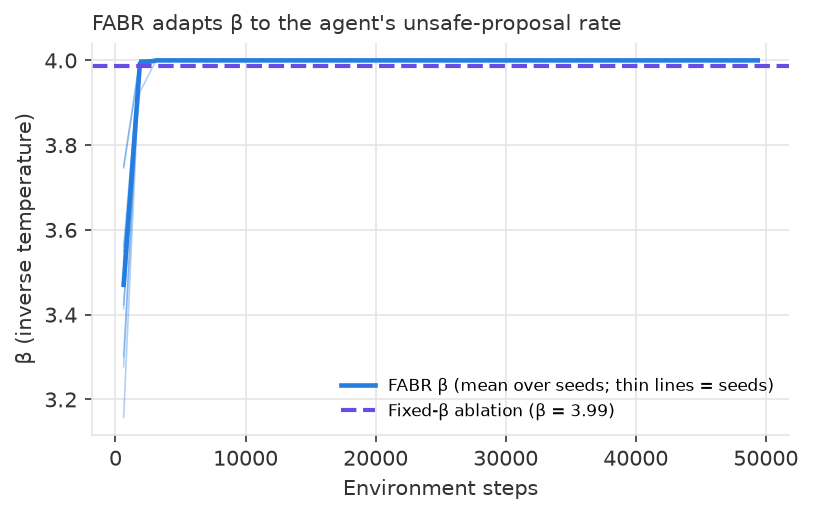 FABR adapts β to the agent's unsafe-proposal rate
β (inverse temperature)
4.0
3.8
3.6
3.4
3.2
FABR β (mean over seeds; thin lines = seeds)
Fixed-β ablation (β = 3.99)
0 10000 20000 30000 40000 50000
Environment steps